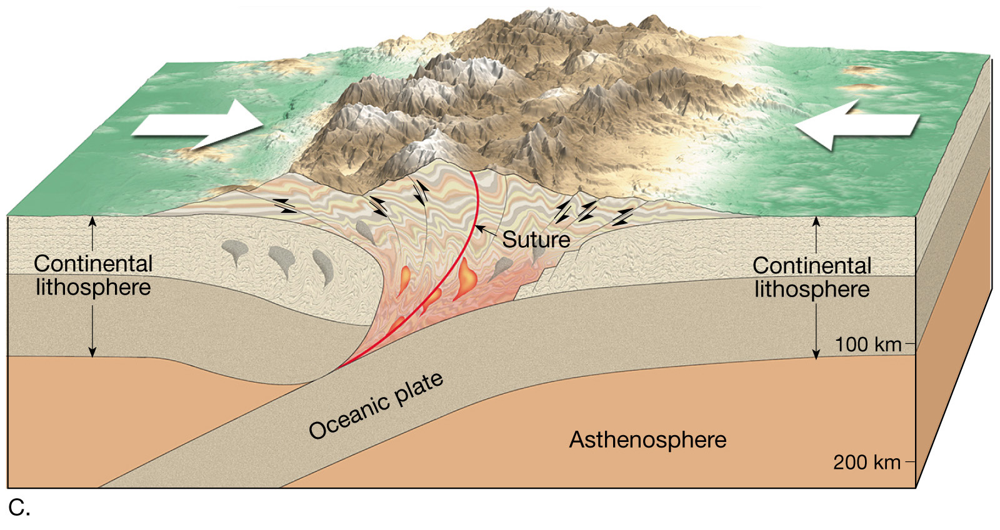 Suture
Continental
lithosphere
Continental
lithosphere
100 km
Oceanic plate
Asthenosphere
200 km
C.